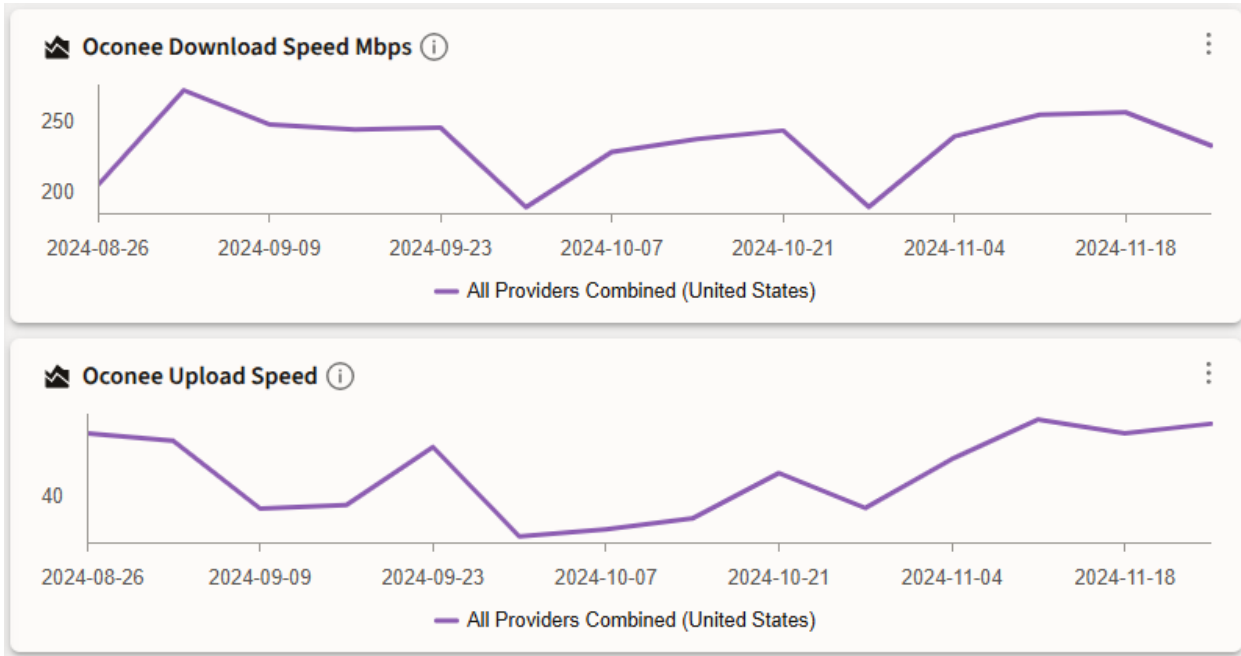 Oconee Download Speed Mbps
250
200
2024-08-26 2024-09-09 2024-09-23 2024-10-07 2024-10-21 2024-11-04 2024-11-18
All Providers Combined (United States)
Oconee Upload Speed
40
2024-08-26 2024-09-09 2024-09-23 2024-10-07 2024-10-21 2024-11-04 2024-11-18
All Providers Combined (United States)